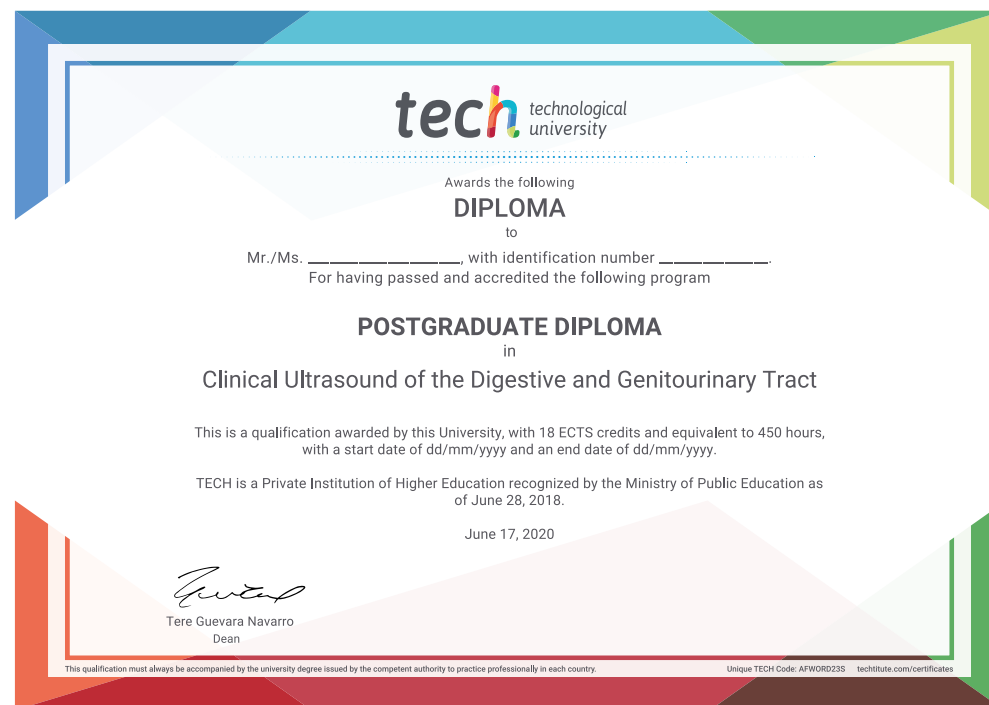 tech technological
university
Awards the following
DIPLOMA
to
Mr./Ms. _______________, with identification number _______________.
For having passed and accredited the following program
POSTGRADUATE DIPLOMA
in
Clinical Ultrasound of the Digestive and Genitourinary Tract
This is a qualification awarded by this University, with 18 ECTS credits and equivalent to 450 hours,
with a start date of dd/mm/yyyy and an end date of dd/mm/yyyy.
TECH is a Private Institution of Higher Education recognized by the Ministry of Public Education as
of June 28, 2018.
June 17, 2020
Tere Guevara Navarro
Dean
This qualification must always be accompanied by the university degree issued by the competent authority to practice professionally in each country.
Unique TECH Code: AFWORD23S techtitute.com/certificates